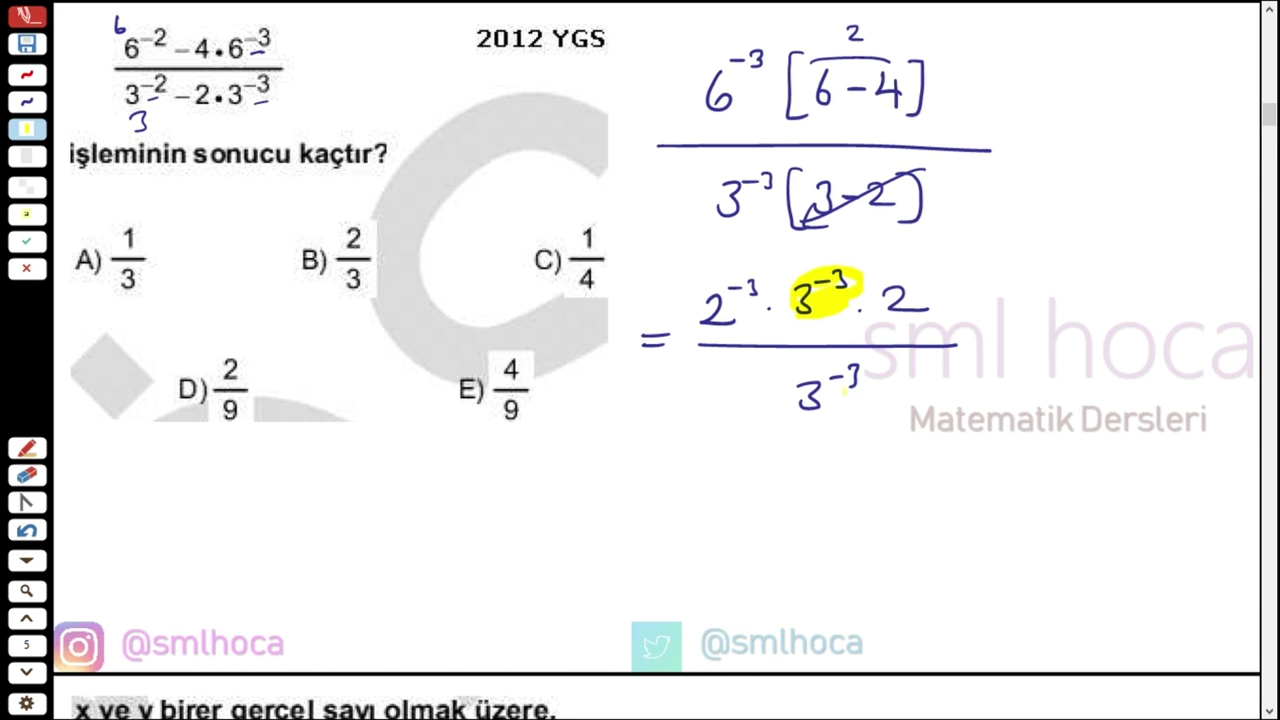 6
6⁻² − 4 . 6⁻³
3⁻² − 2 . 3⁻³
3
2012 YGS
işleminin sonucu kaçtır?
A) 1/3
B) 2/3
C) 1/4
D) 2/9
E) 4/9
2
6⁻³ [6 − 4]
3⁻³ [3 − 2]
= 2⁻³ . 3⁻³ . 2
3⁻³
sml hoca
Matematik Dersleri
@smlhoca
@smlhoca
5
x ve y birer gerçel sayı olmak üzere,